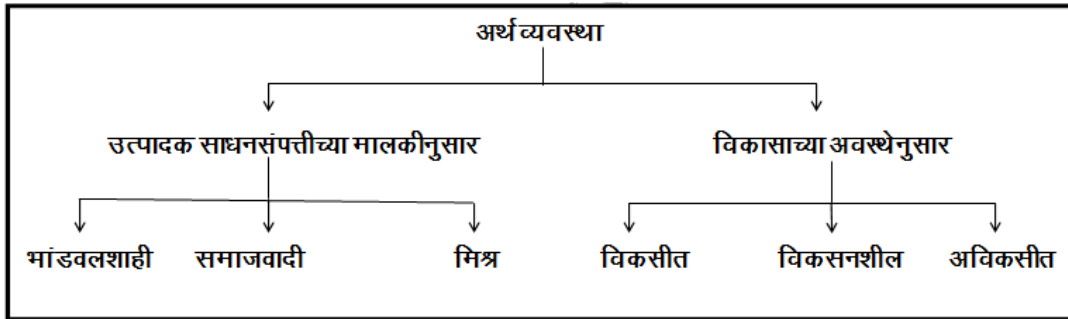 अर्थव्यवस्था
उत्पादक साधनसंपत्तीच्या मालकीनुसार विकासाच्या अवस्थेनुसार
भांडवलशाही समाजवादी मिश्र विकसीत विकसनशील अविकसीत